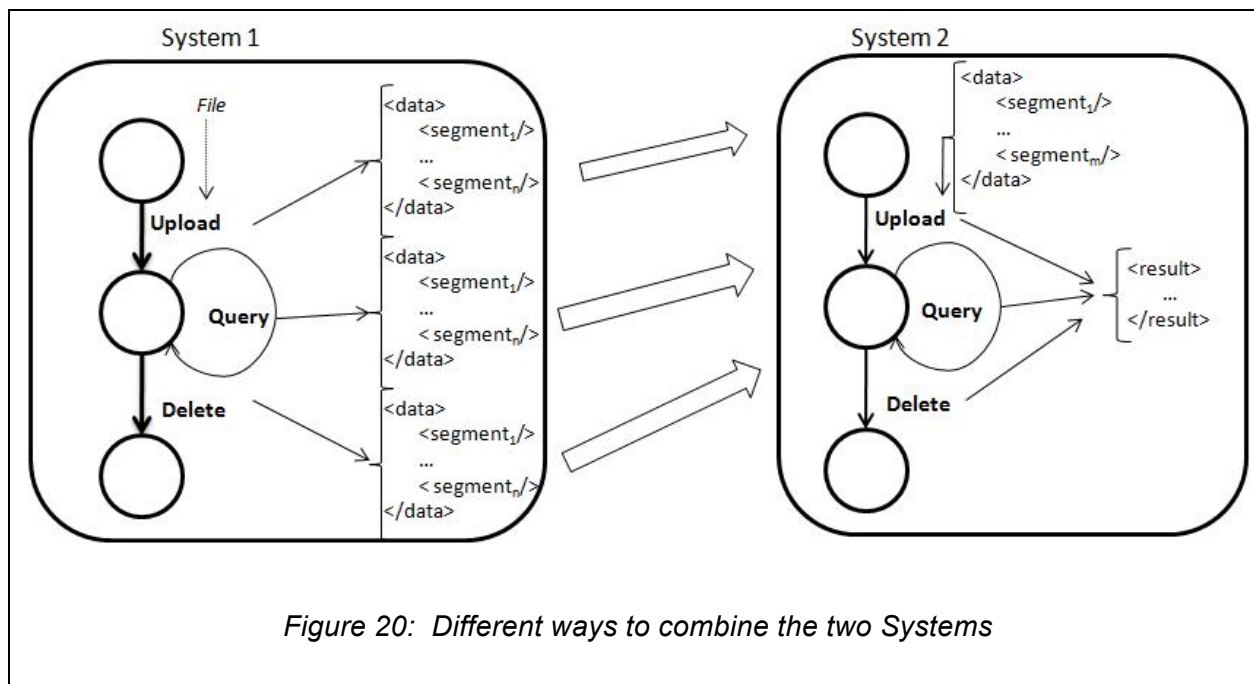 System 1
File
Upload
Query
Delete
<data>
<segment₁/>
...
<segmentₙ/>
</data>
<data>
<segment₁/>
...
<segmentₙ/>
</data>
<data>
<segment₁/>
...
<segmentₙ/>
</data>
System 2
<data>
<segment₁/>
...
<segmentₘ/>
</data>
Upload
Query
Delete
<result>
...
</result>
Figure 20: Different ways to combine the two Systems